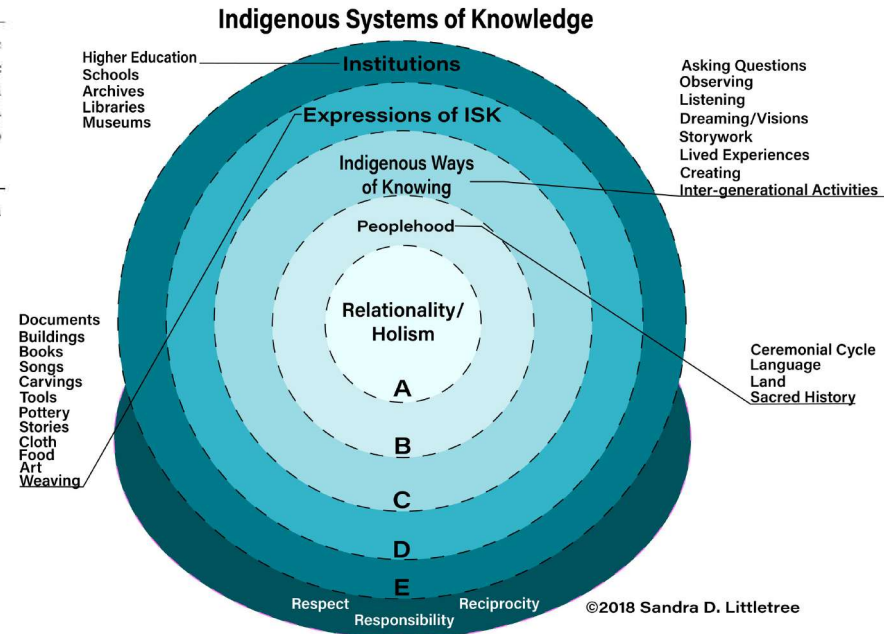 Indigenous Systems of Knowledge
Higher Education
Schools
Archives
Libraries
Museums
Institutions
Expressions of ISK
Indigenous Ways
of Knowing
Peoplehood
Relationality/
Holism
A
B
C
D
E
Asking Questions
Observing
Listening
Dreaming/Visions
Storywork
Lived Experiences
Creating
Inter-generational Activities
Documents
Buildings
Books
Songs
Carvings
Tools
Pottery
Stories
Cloth
Food
Art
Weaving
Ceremonial Cycle
Language
Land
Sacred History
Respect
Responsibility
Reciprocity
©2018 Sandra D. Littletree